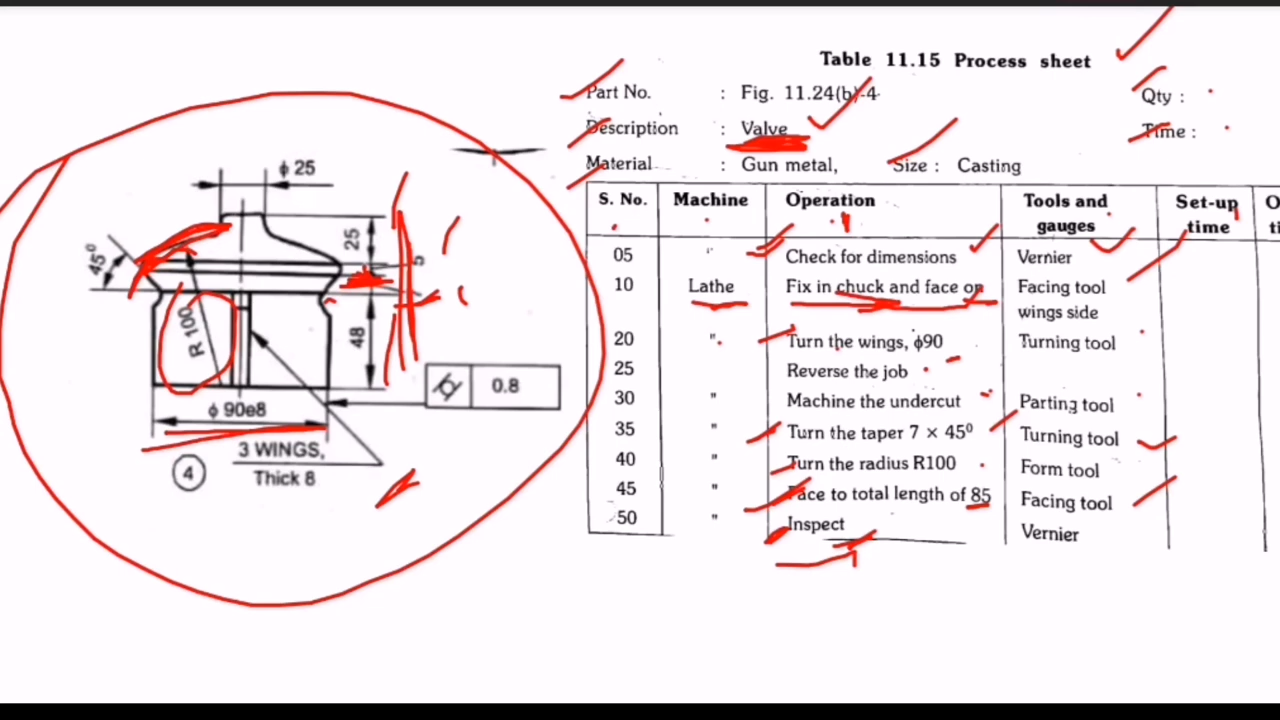 Table 11.15 Process sheet
Part No. : Fig. 11.24(b)-4
Qty :
Description : Valve
Time :
Material : Gun metal, Size : Casting
S. No. Machine Operation Tools and gauges Set-up time
05 " Check for dimensions Vernier
10 Lathe Fix in chuck and face on Facing tool
wings side
20 " Turn the wings, ϕ90 Turning tool
25 Reverse the job
30 " Machine the undercut Parting tool
35 " Turn the taper 7 × 45⁰ Turning tool
40 " Turn the radius R100 Form tool
45 " Face to total length of 85 Facing tool
50 " Inspect Vernier
ϕ 25
45⁰
25
5
R 100
48
0.8
ϕ 90e8
3 WINGS,
Thick 8
4